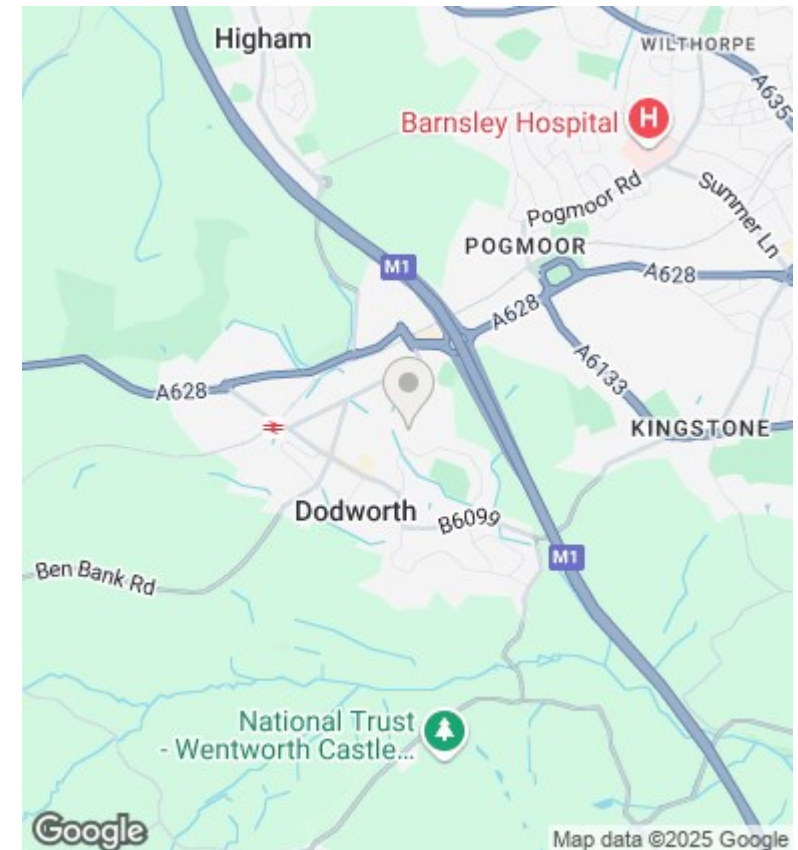 Higham
WILTHORPE
A635
Barnsley Hospital
H
Pogmoor Rd
Summer Ln
POGMOOR
M1
A628
A628
A6133
A628
KINGSTONE
Dodworth
B6099
M1
Ben Bank Rd
National Trust
- Wentworth Castle...
Google
Map data ©2025 Google